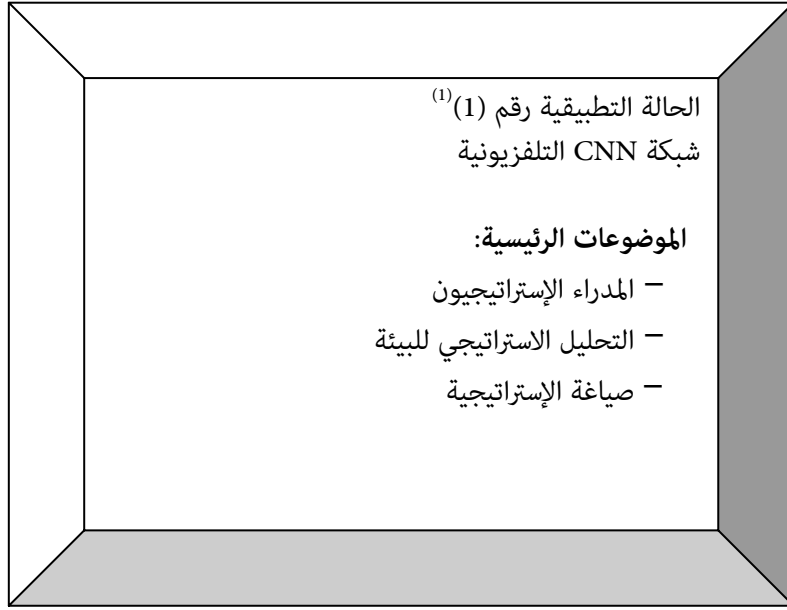 الحالة التطبيقية رقم (1)(1)
شبكة CNN التلفزيونية
الموضوعات الرئيسية:
– المدراء الإستراتيجيون
– التحليل الاستراتيجي للبيئة
– صياغة الإستراتيجية